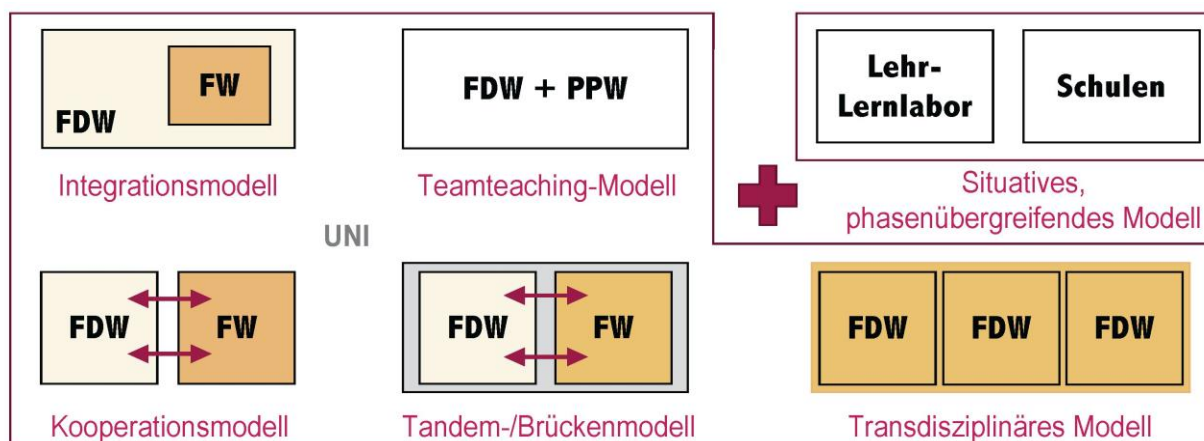 FDW
FW
Integrationsmodell
FDW + PPW
Teamteaching-Modell
Lehr-
Lernlabor
Schulen
Situatives,
phasenübergreifendes Modell
UNI
FDW
FW
Kooperationsmodell
FDW
FW
Tandem-/Brückenmodell
FDW
FDW
FDW
Transdisziplinäres Modell